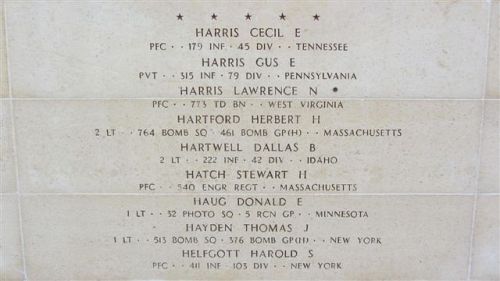 HARRIS CECIL E
PFC · · 179 INF · 45 DIV · · TENNESSEE
HARRIS GUS E
PVT · · 315 INF · 79 DIV · · PENNSYLVANIA
HARRIS LAWRENCE N
PFC · · 773 TD BN · · WEST VIRGINIA
HARTFORD HERBERT H
2 LT · · 764 BOMB SQ · 461 BOMB GP(H) · · MASSACHUSETTS
HARTWELL DALLAS B
2 LT · · 222 INF · 42 DIV · · IDAHO
HATCH STEWART H
PFC · · 540 ENGR REGT · · MASSACHUSETTS
HAUG DONALD E
1 LT · · 32 PHOTO SQ · 5 RCN GP · · MINNESOTA
HAYDEN THOMAS J
1 LT · · 513 BOMB SQ · 376 BOMB GP(H) · · NEW YORK
HELFGOTT HAROLD S
PFC · · 411 INF · 103 DIV · · NEW YORK